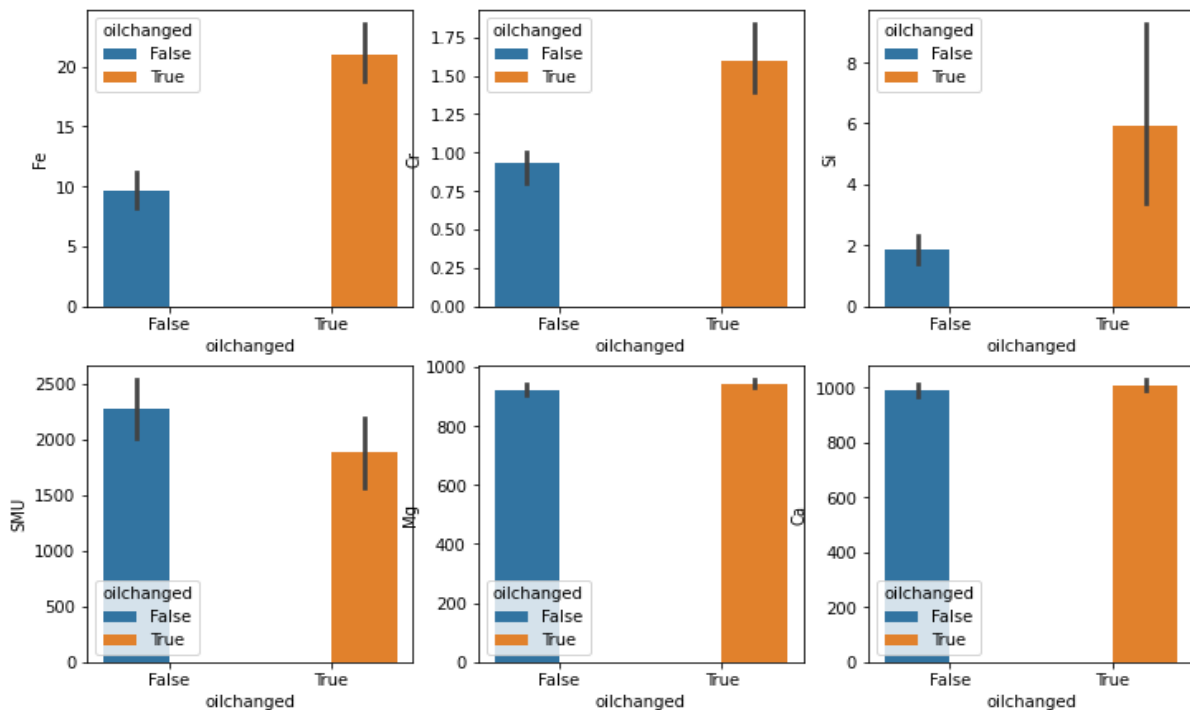 oilchanged
False
True
Fe
20
15
10
5
0
False True
oilchanged
oilchanged
False
True
Cr
1.75
1.50
1.25
1.00
0.75
0.50
0.25
0.00
False True
oilchanged
oilchanged
False
True
Si
8
6
4
2
0
False True
oilchanged
SMU
2500
2000
1500
1000
500
0
oilchanged
False
True
False True
oilchanged
Mg
1000
800
600
400
200
0
oilchanged
False
True
False True
oilchanged
Ca
1000
800
600
400
200
0
oilchanged
False
True
False True
oilchanged